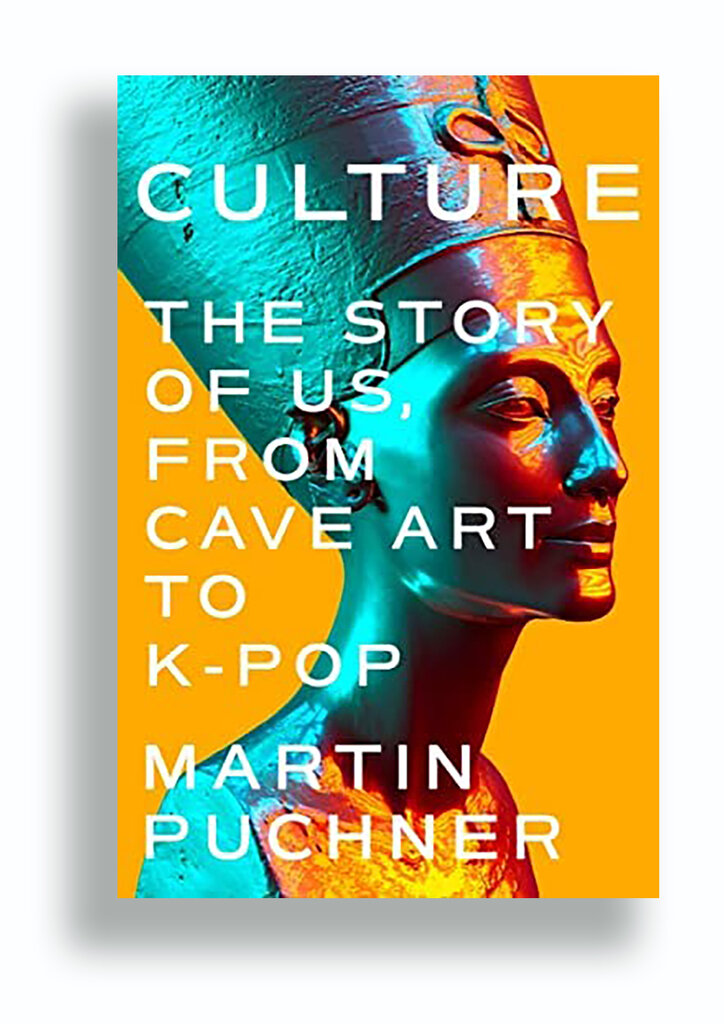 CULTURE
THE STORY
OF US,
FROM
CAVE ART
TO
K-POP
MARTIN
PUCHNER